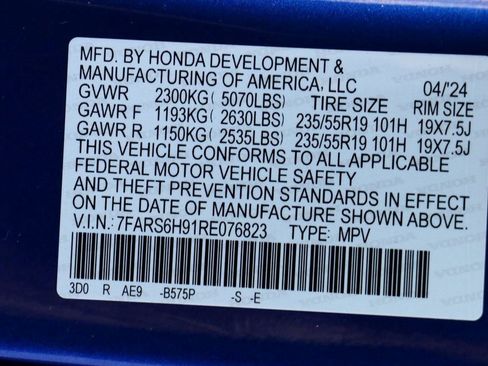 MFD. BY HONDA DEVELOPMENT &
MANUFACTURING OF AMERICA, LLC 04/'24
GVWR 2300KG( 5070LBS) TIRE SIZE RIM SIZE
GAWR F 1193KG( 2630LBS) 235/55R19 101H 19X7.5J
GAWR R 1150KG( 2535LBS) 235/55R19 101H 19X7.5J
THIS VEHICLE CONFORMS TO ALL APPLICABLE
FEDERAL MOTOR VEHICLE SAFETY
AND THEFT PREVENTION STANDARDS IN EFFECT
ON THE DATE OF MANUFACTURE SHOWN ABOVE.
V.I.N.:7FARS6H91RE076823 TYPE: MPV
3D0 R AE9 -B575P -S -E